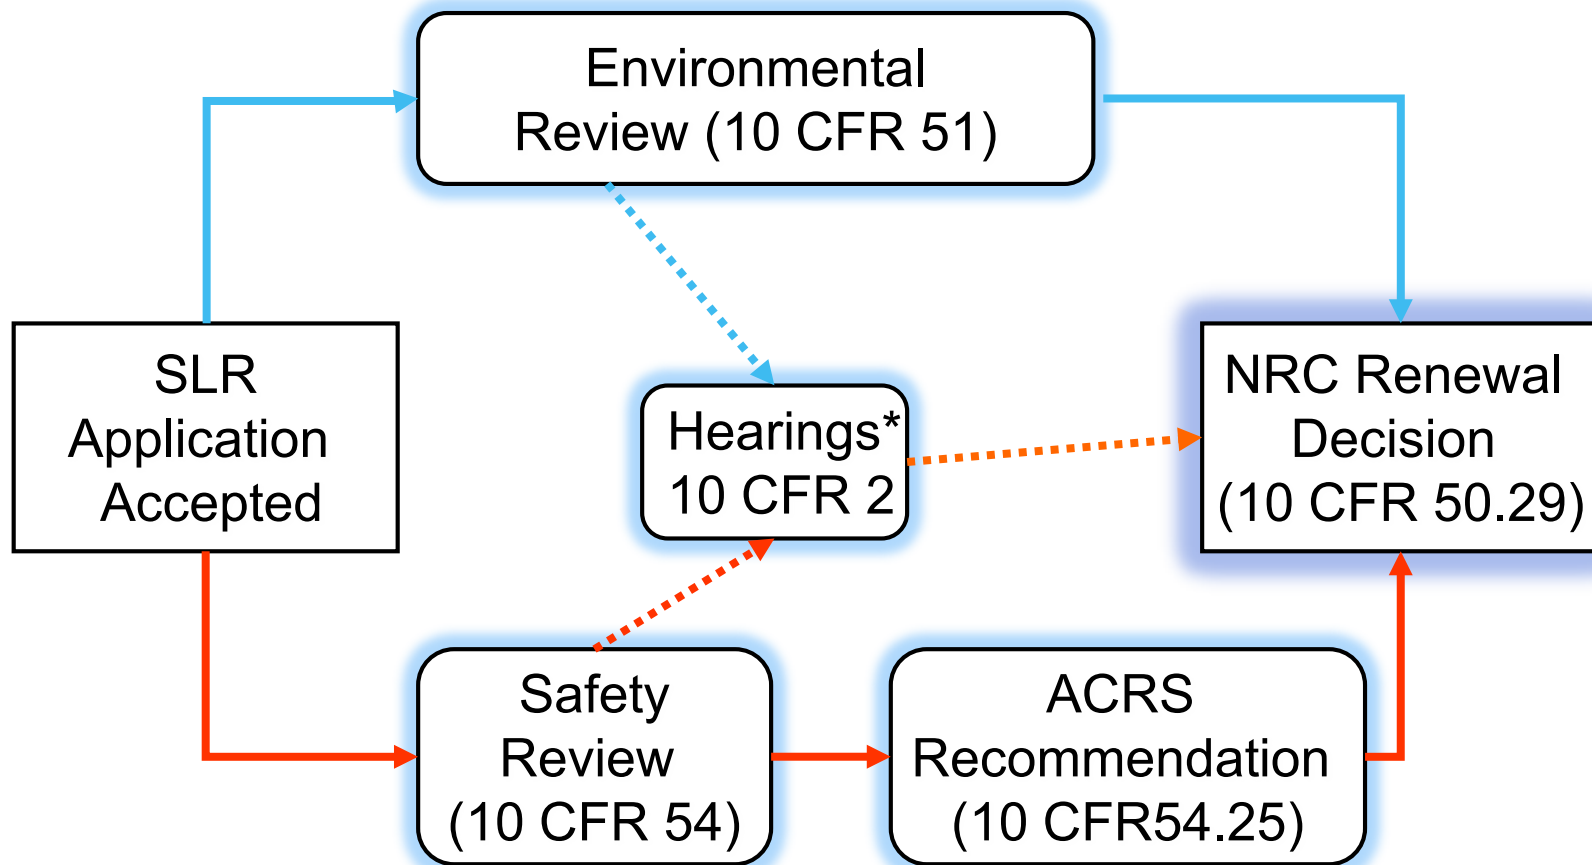 Environmental
Review (10 CFR 51)
SLR
Application
Accepted
Hearings*
10 CFR 2
NRC Renewal
Decision
(10 CFR 50.29)
Safety
Review
(10 CFR 54)
ACRS
Recommendation
(10 CFR54.25)